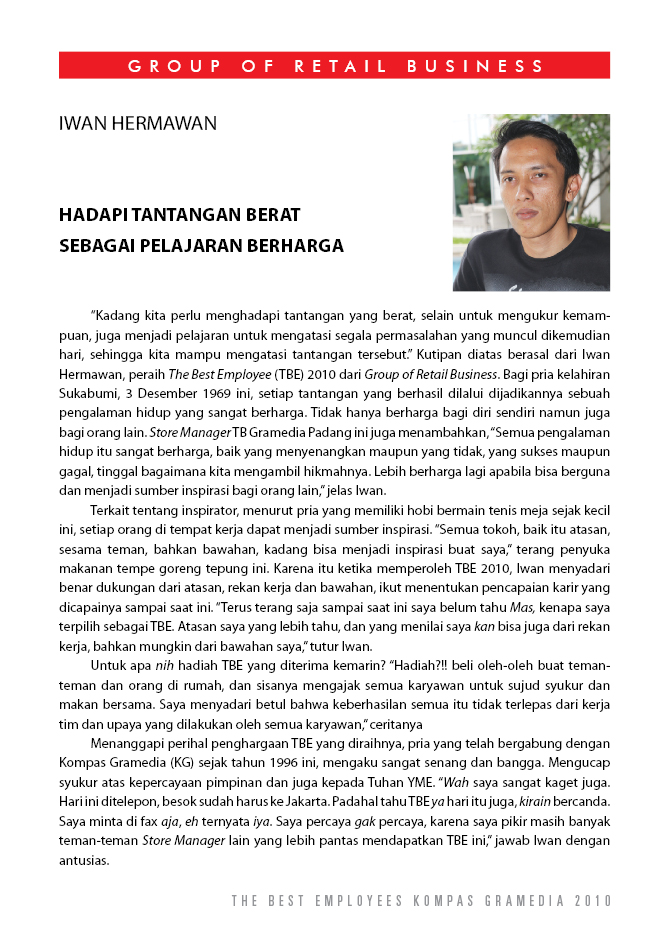 GROUP OF RETAIL BUSINESS
IWAN HERMAWAN
HADAPI TANTANGAN BERAT
SEBAGAI PELAJARAN BERHARGA
“Kadang kita perlu menghadapi tantangan yang berat, selain untuk mengukur kemam-
puan, juga menjadi pelajaran untuk mengatasi segala permasalahan yang muncul dikemudian
hari, sehingga kita mampu mengatasi tantangan tersebut.” Kutipan diatas berasal dari Iwan
Hermawan, peraih The Best Employee (TBE) 2010 dari Group of Retail Business. Bagi pria kelahiran
Sukabumi, 3 Desember 1969 ini, setiap tantangan yang berhasil dilalui dijadikannya sebuah
pengalaman hidup yang sangat berharga. Tidak hanya berharga bagi diri sendiri namun juga
bagi orang lain. Store Manager TB Gramedia Padang ini juga menambahkan, “Semua pengalaman
hidup itu sangat berharga, baik yang menyenangkan maupun yang tidak, yang sukses maupun
gagal, tinggal bagaimana kita mengambil hikmahnya. Lebih berharga lagi apabila bisa berguna
dan menjadi sumber inspirasi bagi orang lain,” jelas Iwan.
Terkait tentang inspirator, menurut pria yang memiliki hobi bermain tenis meja sejak kecil
ini, setiap orang di tempat kerja dapat menjadi sumber inspirasi. “Semua tokoh, baik itu atasan,
sesama teman, bahkan bawahan, kadang bisa menjadi inspirasi buat saya,” terang penyuka
makanan tempe goreng tepung ini. Karena itu ketika memperoleh TBE 2010, Iwan menyadari
benar dukungan dari atasan, rekan kerja dan bawahan, ikut menentukan pencapaian karir yang
dicapainya sampai saat ini. “Terus terang saja sampai saat ini saya belum tahu Mas, kenapa saya
terpilih sebagai TBE. Atasan saya yang lebih tahu, dan yang menilai saya kan bisa juga dari rekan
kerja, bahkan mungkin dari bawahan saya,” tutur Iwan.
Untuk apa nih hadiah TBE yang diterima kemarin? “Hadiah?!! beli oleh-oleh buat teman-
teman dan orang di rumah, dan sisanya mengajak semua karyawan untuk sujud syukur dan
makan bersama. Saya menyadari betul bahwa keberhasilan semua itu tidak terlepas dari kerja
tim dan upaya yang dilakukan oleh semua karyawan,” ceritanya
Menanggapi perihal penghargaan TBE yang diraihnya, pria yang telah bergabung dengan
Kompas Gramedia (KG) sejak tahun 1996 ini, mengaku sangat senang dan bangga. Mengucap
syukur atas kepercayaan pimpinan dan juga kepada Tuhan YME. “Wah saya sangat kaget juga.
Hari ini ditelepon, besok sudah harus ke Jakarta. Padahal tahu TBE ya hari itu juga, kirain bercanda.
Saya minta di fax aja, eh ternyata iya. Saya percaya gak percaya, karena saya pikir masih banyak
teman-teman Store Manager lain yang lebih pantas mendapatkan TBE ini,” jawab Iwan dengan
antusias.
THE BEST EMPLOYEES KOMPAS GRAMEDIA 2010